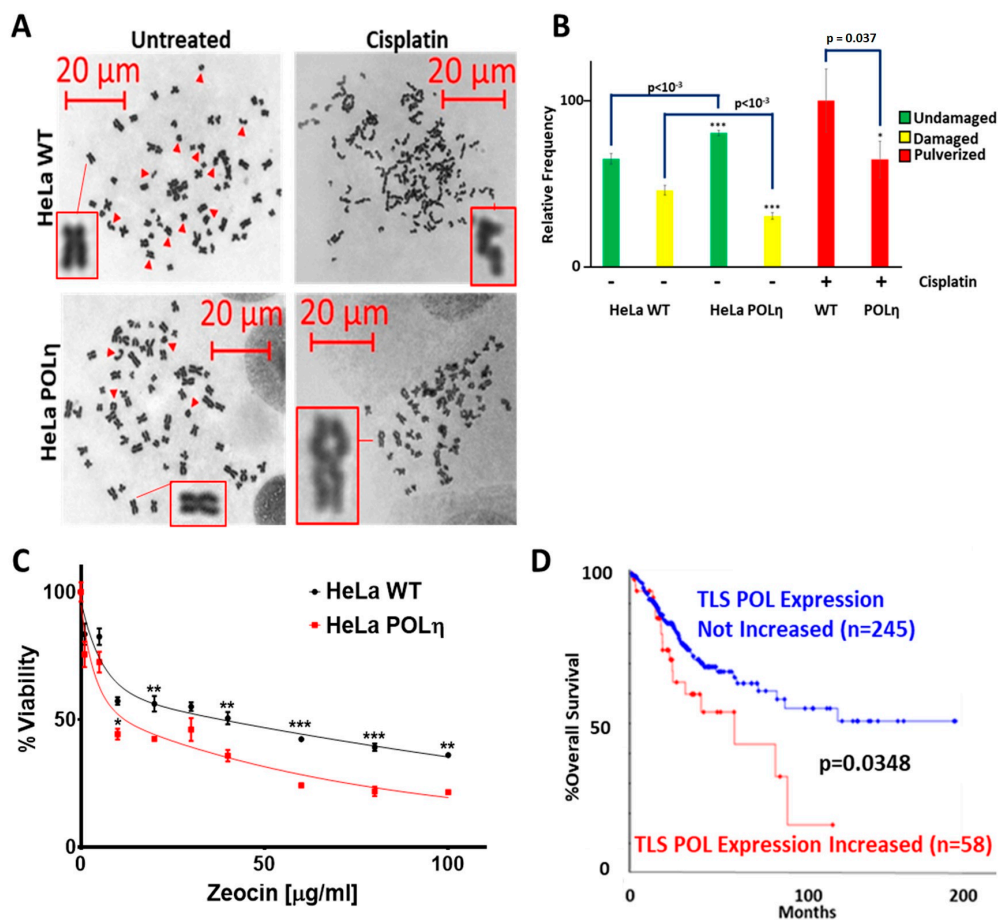 A
Untreated
Cisplatin
HeLa WT
20 µm
20 µm
HeLa POLη
20 µm
20 µm
B
p = 0.037
p<10-3
p<10-3
100
0
Relative Frequency
***
***
*
Undamaged
Damaged
Pulverized
- - - - + + Cisplatin
HeLa WT HeLa POLη WT POLη
C
100
50
0
% Viability
HeLa WT
HeLa POLη
** ** *** *** **
*
0 50 100
Zeocin [µg/ml]
D
100
50
0
%Overall Survival
TLS POL Expression
Not Increased (n=245)
p=0.0348
TLS POL Expression Increased (n=58)
0 100 200
Months